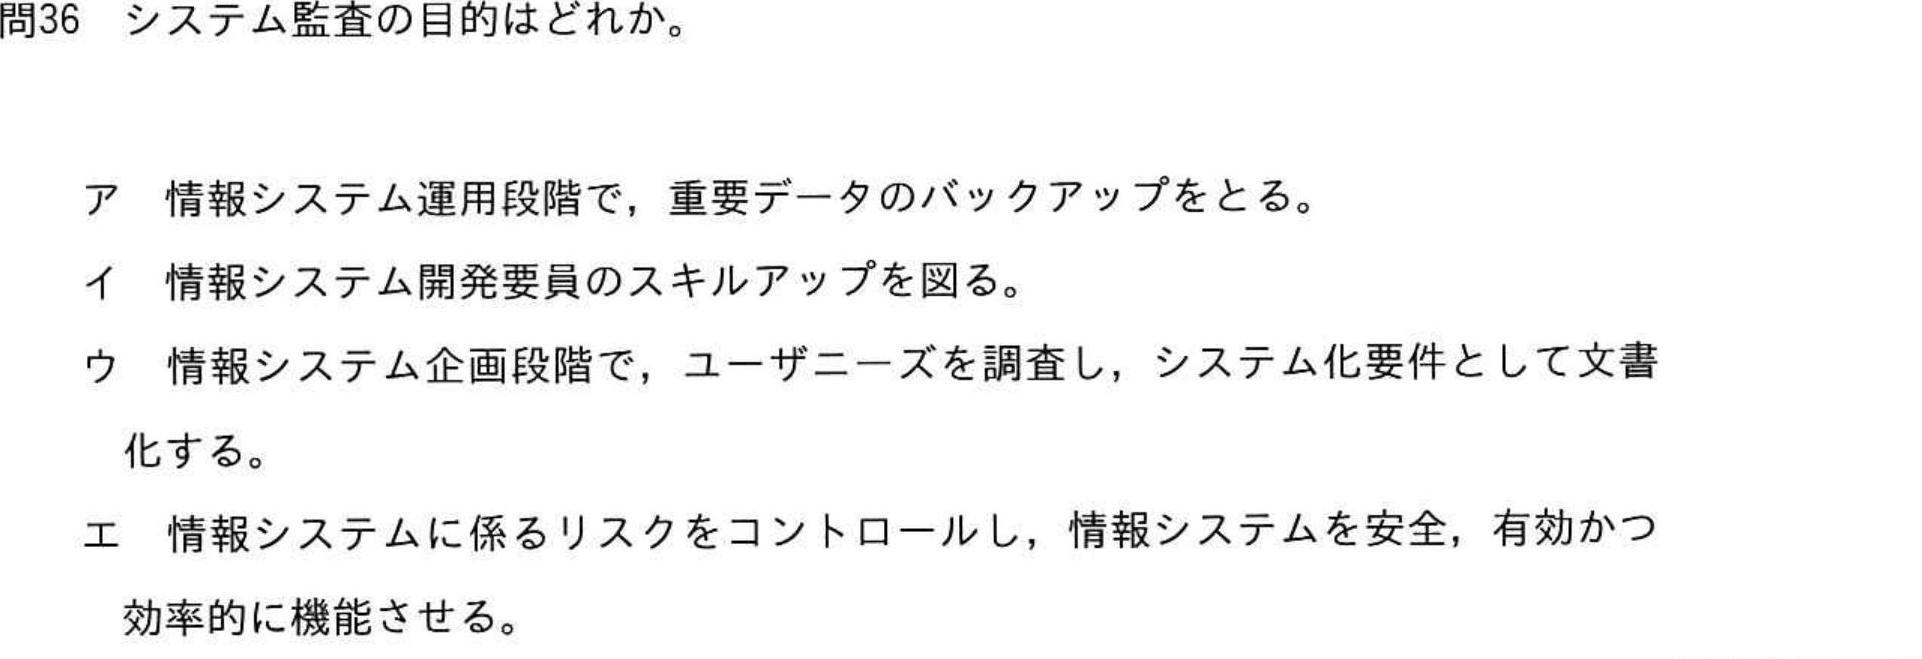 問36　システム監査の目的はどれか。
ア　情報システム運用段階で，重要データのバックアップをとる。
イ　情報システム開発要員のスキルアップを図る。
ウ　情報システム企画段階で，ユーザニーズを調査し，システム化要件として文書
化する。
エ　情報システムに係るリスクをコントロールし，情報システムを安全，有効かつ
効率的に機能させる。